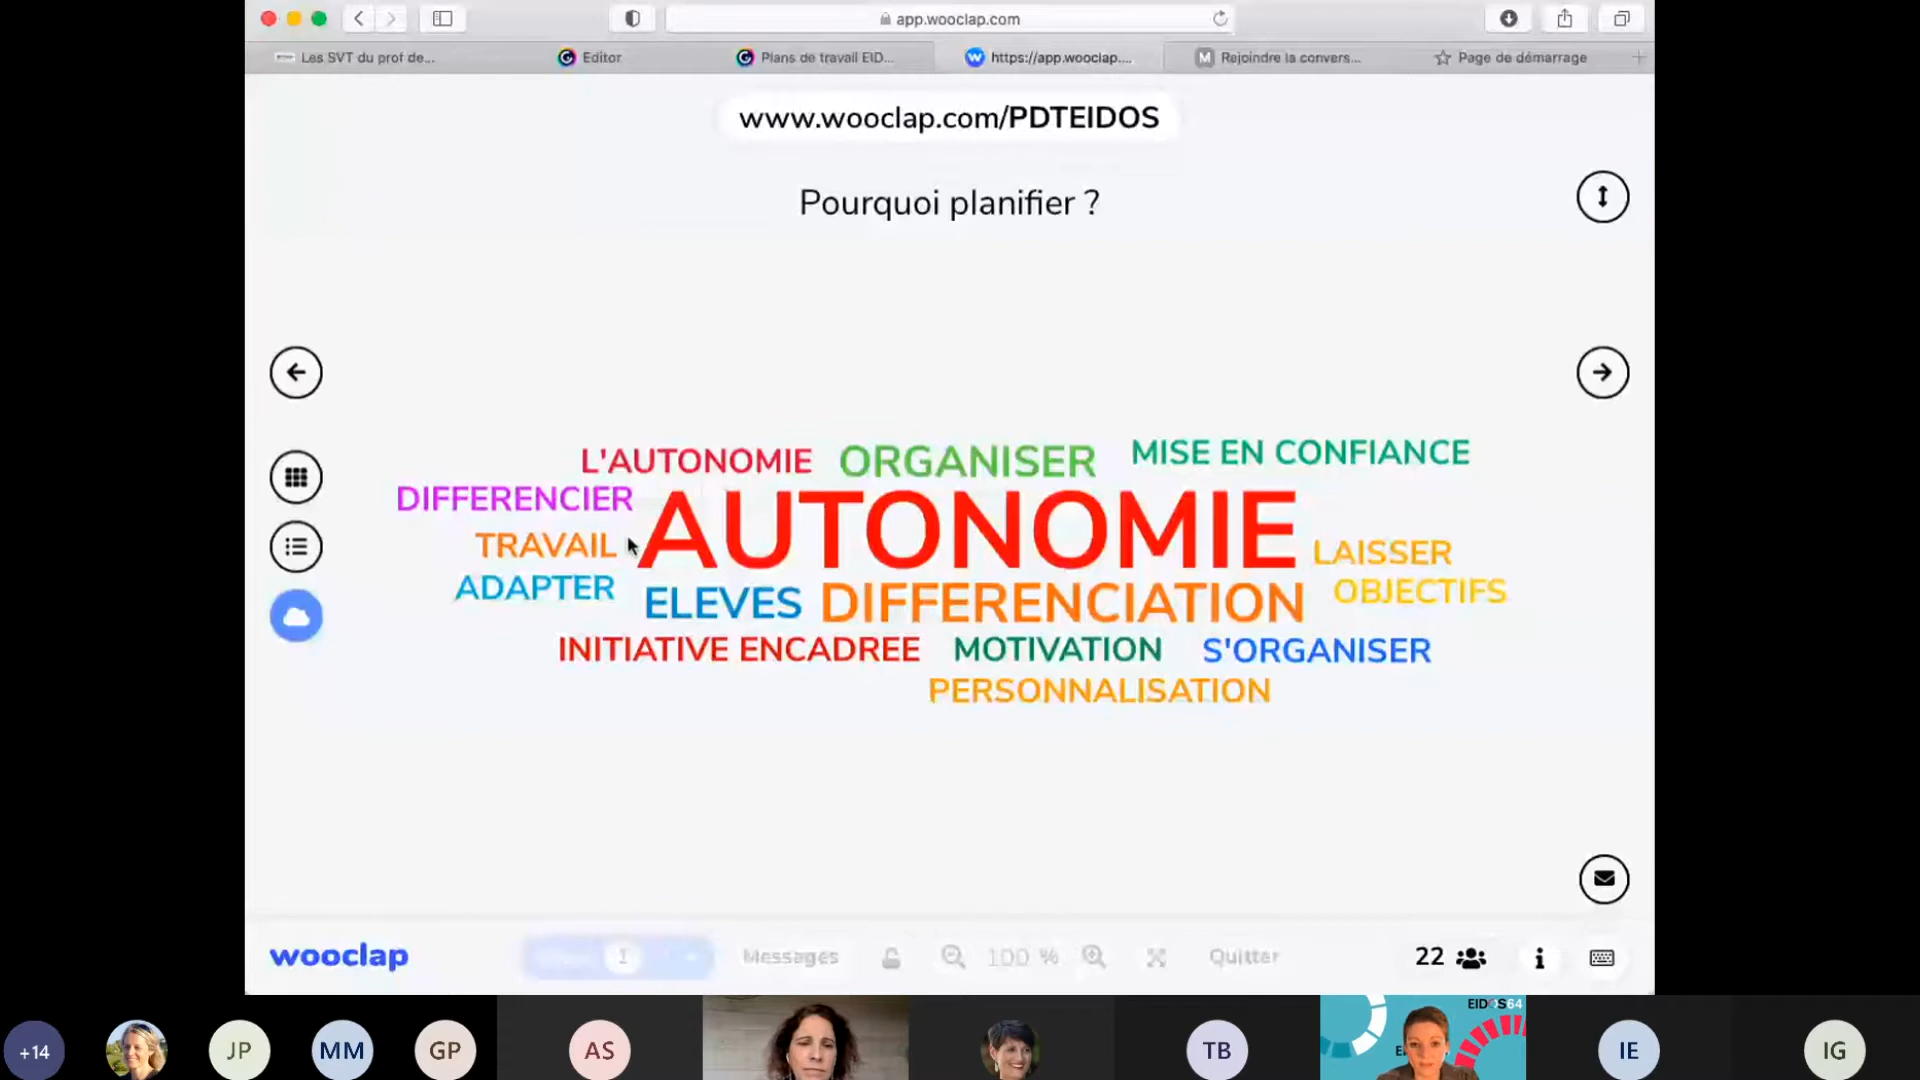 app.wooclap.com
Les SVT du prof de...
Editor
Plans de travail EID...
https://app.wooclap....
Rejoindre la convers...
Page de démarrage
www.wooclap.com/PDTEIDOS
Pourquoi planifier ?
L'AUTONOMIE ORGANISER MISE EN CONFIANCE
DIFFERENCIER AUTONOMIE
TRAVAIL LAISSER
ADAPTER ELEVES DIFFERENCIATION OBJECTIFS
INITIATIVE ENCADREE MOTIVATION S'ORGANISER
PERSONNALISATION
wooclap 1 Messages 100 % Quitter 22
EIDOS64
+14 JP MM GP AS TB IE IG